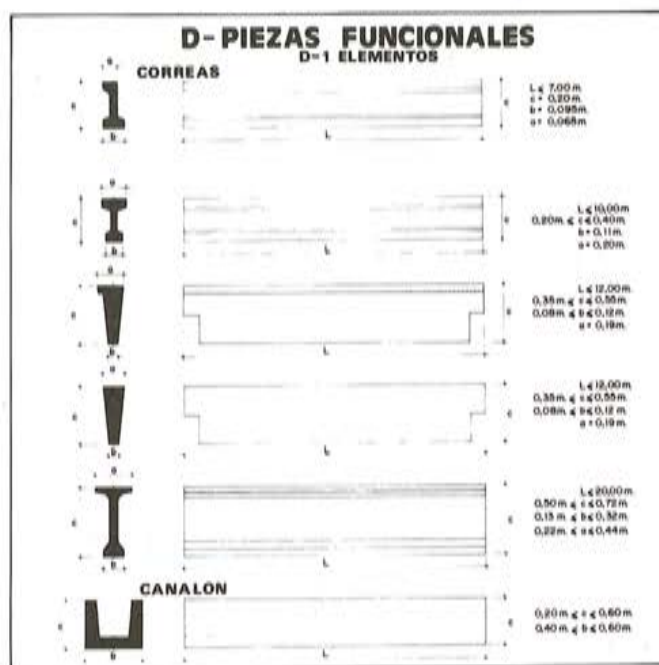 D-PIEZAS FUNCIONALES
D-1 ELEMENTOS
CORREAS
a
c
b
L
c
L ≤ 7,00 m.
c = 0,20 m.
b = 0,095 m.
a = 0,065 m.
a
c
b
L
c
L ≤ 10,00 m.
0,20 m. ≤ c ≤ 0,40 m.
b = 0,11 m.
a = 0,20 m.
a
c
b
L
c
L ≤ 12,00 m.
0,35 m. ≤ c ≤ 0,55 m.
0,08 m. ≤ b ≤ 0,12 m.
a = 0,19 m.
a
c
b
L
c
L ≤ 12,00 m.
0,35 m. ≤ c ≤ 0,55 m.
0,08 m. ≤ b ≤ 0,12 m.
a = 0,19 m.
a
c
b
L
c
L ≤ 20,00 m.
0,50 m. ≤ c ≤ 0,72 m.
0,13 m. ≤ b ≤ 0,32 m.
0,22 m. ≤ a ≤ 0,44 m.
CANALON
c
b
L
c
0,20 m. ≤ c ≤ 0,60 m.
0,40 m. ≤ b ≤ 0,60 m.